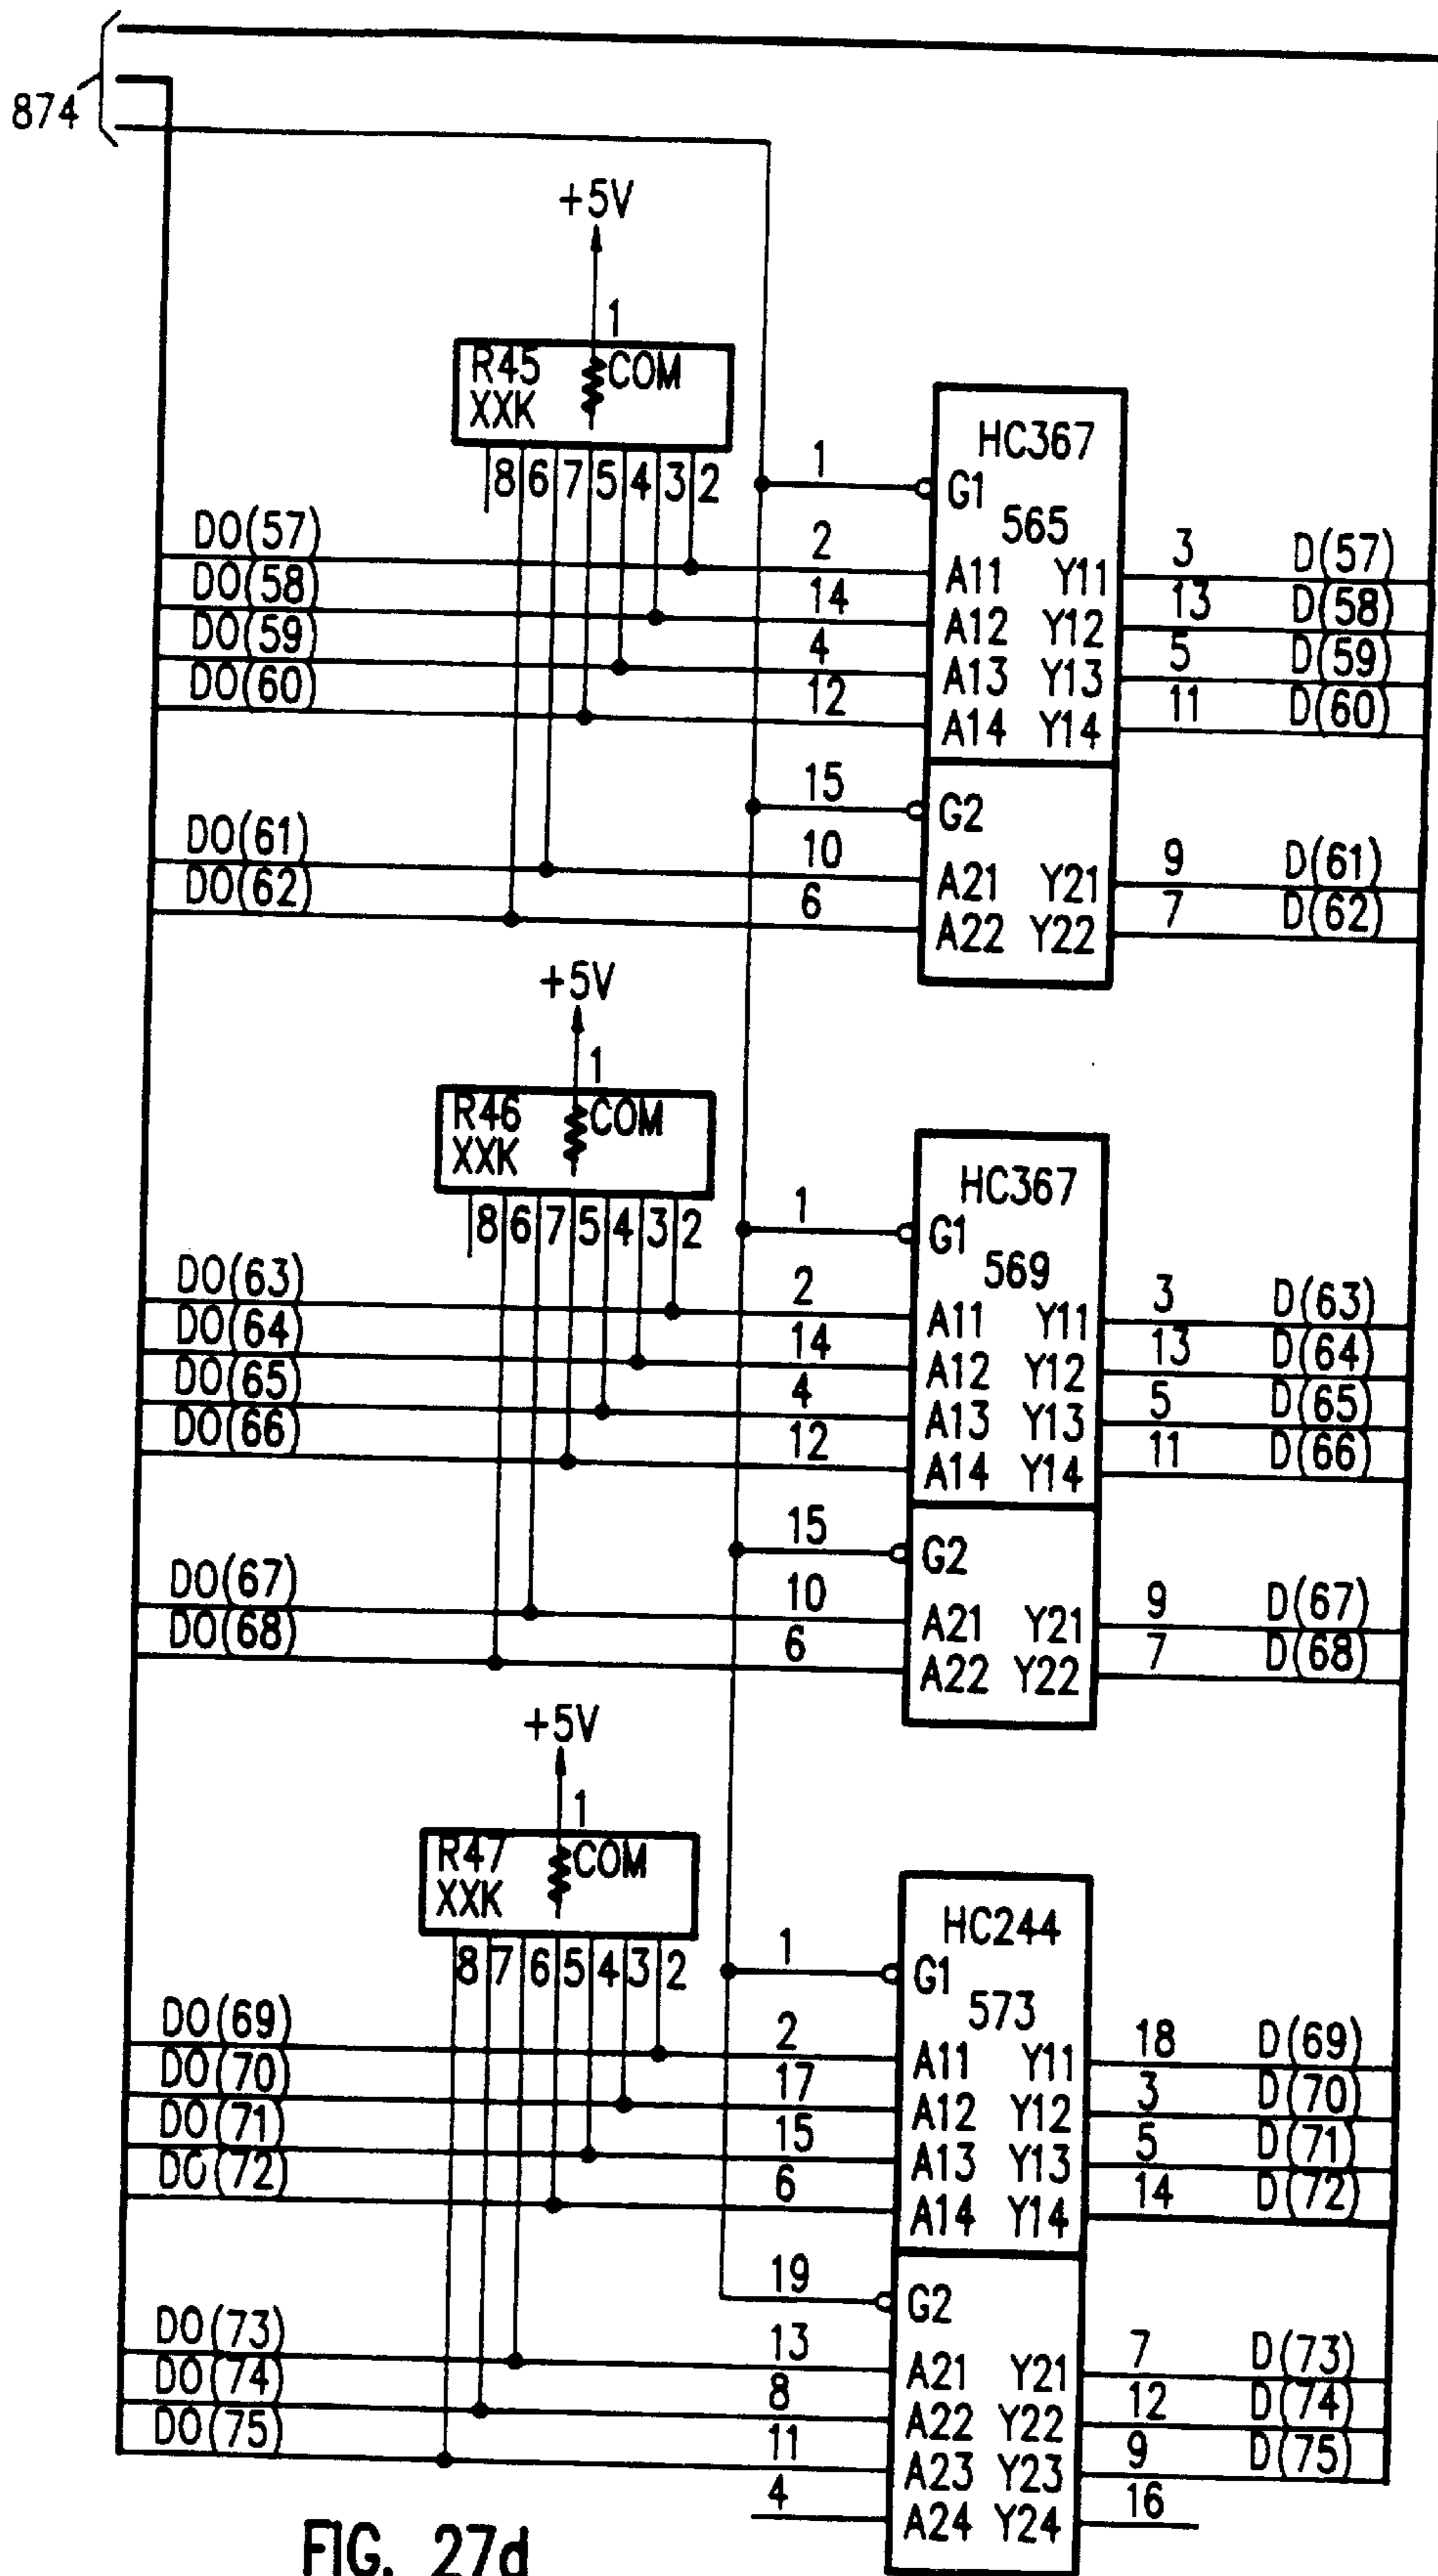 874
+5V
1
R45 COM
XXK
8 6 7 5 4 3 2
HC367
1 G1
565
DO(57) 2 A11 Y11 3 D(57)
DO(58) 14 A12 Y12 13 D(58)
DO(59) 4 A13 Y13 5 D(59)
DO(60) 12 A14 Y14 11 D(60)
15 G2
DO(61) 10 A21 Y21 9 D(61)
DO(62) 6 A22 Y22 7 D(62)
+5V
1
R46 COM
XXK
8 6 7 5 4 3 2
HC367
1 G1
569
DO(63) 2 A11 Y11 3 D(63)
DO(64) 14 A12 Y12 13 D(64)
DO(65) 4 A13 Y13 5 D(65)
DO(66) 12 A14 Y14 11 D(66)
15 G2
DO(67) 10 A21 Y21 9 D(67)
DO(68) 6 A22 Y22 7 D(68)
+5V
1
R47 COM
XXK
8 7 6 5 4 3 2
HC244
1 G1
573
DO(69) 2 A11 Y11 18 D(69)
DO(70) 17 A12 Y12 3 D(70)
DO(71) 15 A13 Y13 5 D(71)
DO(72) 6 A14 Y14 14 D(72)
19 G2
DO(73) 13 A21 Y21 7 D(73)
DO(74) 8 A22 Y22 12 D(74)
DO(75) 11 A23 Y23 9 D(75)
4 A24 Y24 16
FIG. 27d